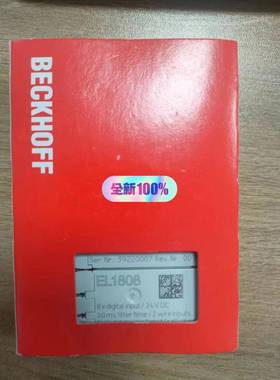 BECKHOFF
全新100%
Ser Nr: 39220007 Rev. Nr: 00
EL1808
8 x digital input / 24 V DC
3.0 ms filter time / 2 wire inputs